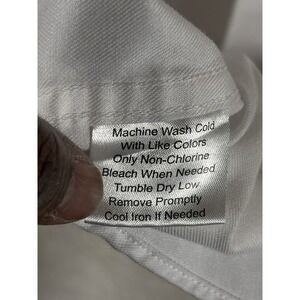 Machine Wash Cold
With Like Colors
Only Non-Chlorine
Bleach When Needed
Tumble Dry Low
Remove Promptly
Cool Iron If Needed